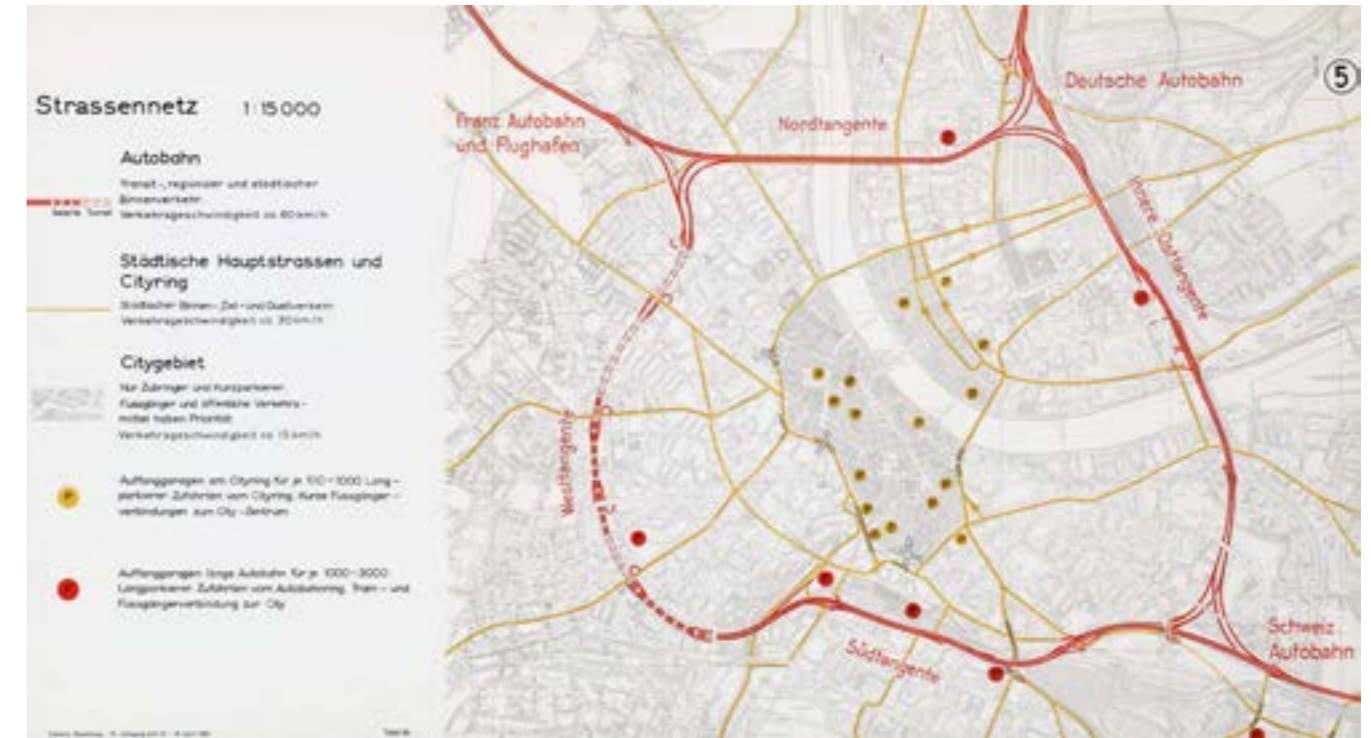 Strassennetz 1:15000
Autobahn
Transit-, regionaler und städtischer
Binnenverkehr
Verkehrsgeschwindigkeit ca. 80 km/h
Tunnel
Städtische Hauptstrassen und
Cityring
Städtischer Binnen-, Ziel- und Quellverkehr
Verkehrsgeschwindigkeit ca. 30 km/h
Citygebiet
Nur Zubringer und Kurzparkierer
Fussgänger und öffentliche Verkehrs-
mittel haben Priorität
Verkehrsgeschwindigkeit ca. 15 km/h
P
Auffanggaragen am Cityring für je 100-1000 Lang-
parkierer Zufahrten vom Cityring. Kurze Fussgänger-
verbindungen zum City-Zentrum
Auffanggaragen längs Autobahn für je 1000-3000
Langparkierer Zufahrten vom Autobahnring. Tram- und
Fussgängerverbindung zur City
5
Deutsche Autobahn
Franz Autobahn
und Flughafen
Nordtangente
Innere Osttangente
Westtangente
Südtangente
Schweiz.
Autobahn